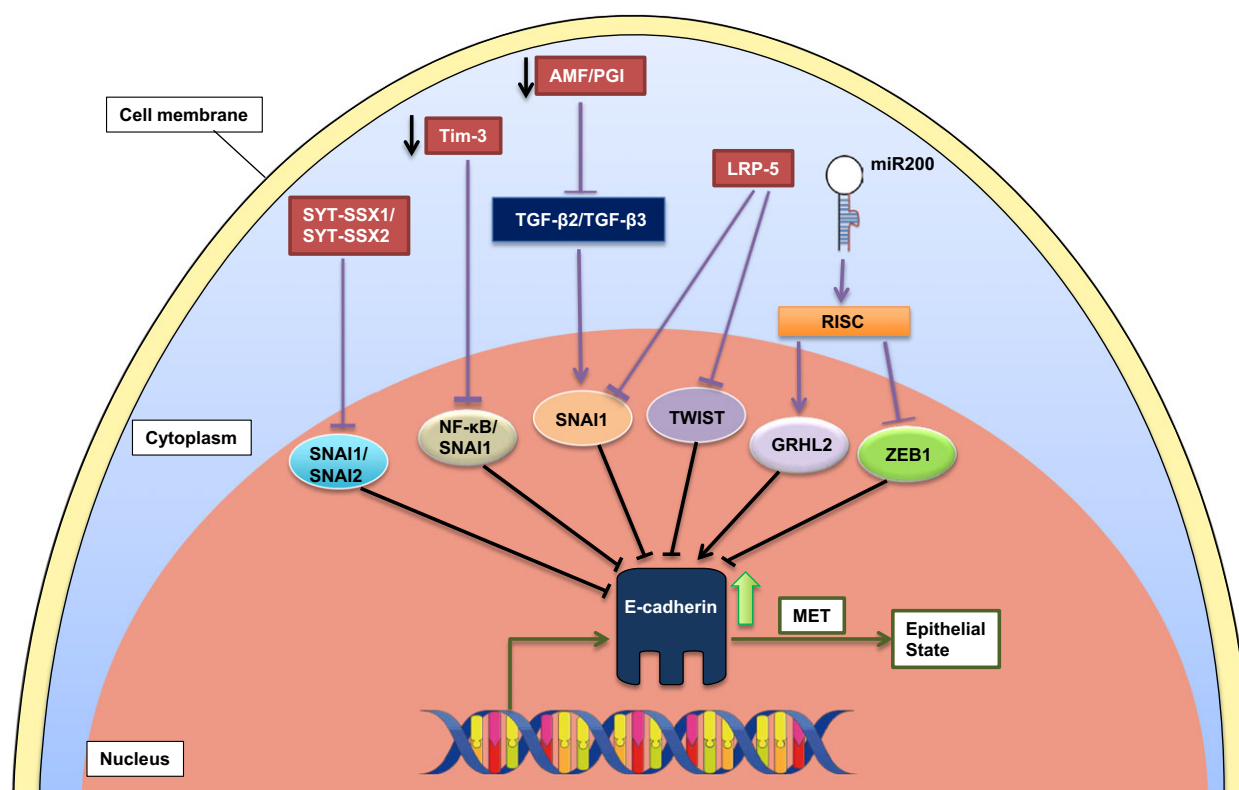 AMF/PGI
Cell membrane
Tim-3
LRP-5
miR200
SYT-SSX1/
SYT-SSX2
TGF-β2/TGF-β3
RISC
Cytoplasm
SNAI1/
SNAI2
NF-κB/
SNAI1
SNAI1
TWIST
GRHL2
ZEB1
E-cadherin
MET
Epithelial
State
Nucleus